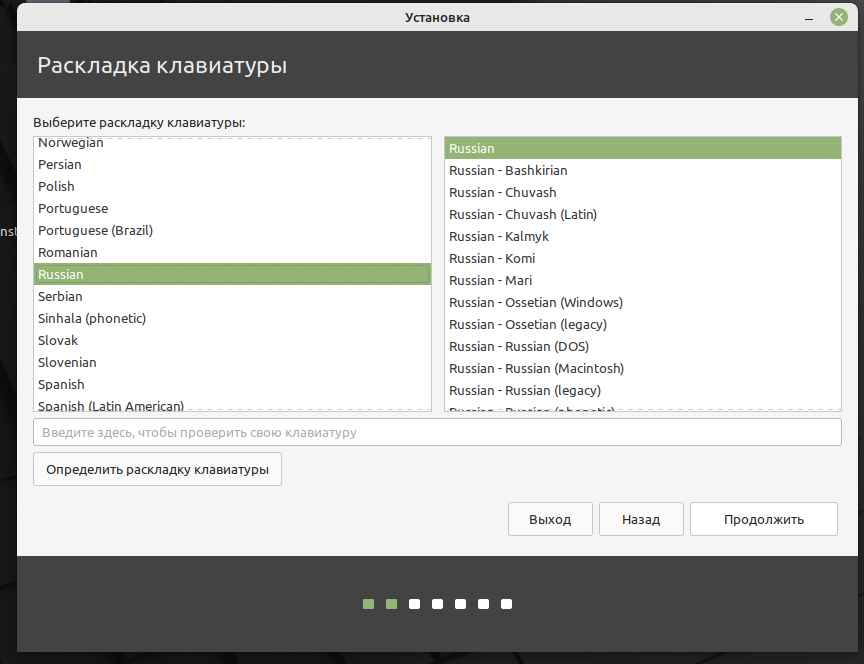 Установка
Раскладка клавиатуры
Выберите раскладку клавиатуры:
Norwegian
Persian
Polish
Portuguese
Portuguese (Brazil)
Romanian
Russian
Serbian
Sinhala (phonetic)
Slovak
Slovenian
Spanish
Spanish (Latin American)
Russian
Russian - Bashkirian
Russian - Chuvash
Russian - Chuvash (Latin)
Russian - Kalmyk
Russian - Komi
Russian - Mari
Russian - Ossetian (Windows)
Russian - Ossetian (legacy)
Russian - Russian (DOS)
Russian - Russian (Macintosh)
Russian - Russian (legacy)
Russian - Russian (phonetic)
Введите здесь, чтобы проверить свою клавиатуру
Определить раскладку клавиатуры
Выход
Назад
Продолжить